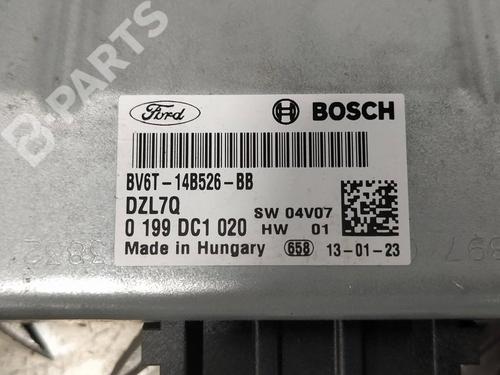 B-PARTS
Ford
BOSCH
BV6T-14B526-BB
DZL7Q
0 199 DC1 020
SW 04V07
HW 01
Made in Hungary
658
13-01-23